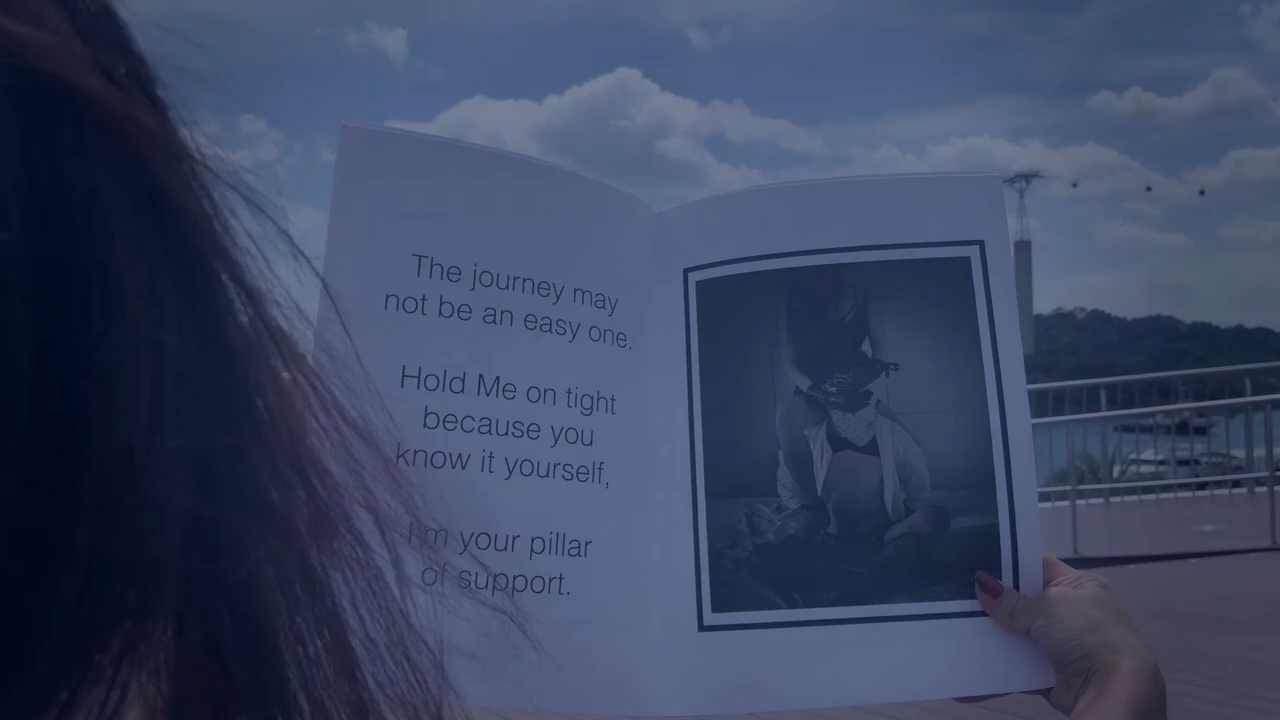 The journey may
not be an easy one.
Hold Me on tight
because you
know it yourself,
I'm your pillar
of support.